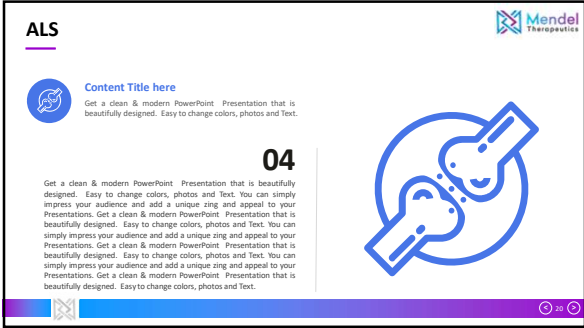 ALS
Mendel
Therapeutics
Content Title here
Get a clean & modern PowerPoint Presentation that is
beautifully designed. Easy to change colors, photos and Text.
04
Get a clean & modern PowerPoint Presentation that is beautifully
designed. Easy to change colors, photos and Text. You can simply
impress your audience and add a unique zing and appeal to your
Presentations. Get a clean & modern PowerPoint Presentation that is
beautifully designed. Easy to change colors, photos and Text. You can
simply impress your audience and add a unique zing and appeal to your
Presentations. Get a clean & modern PowerPoint Presentation that is
beautifully designed. Easy to change colors, photos and Text. You can
simply impress your audience and add a unique zing and appeal to your
Presentations. Get a clean & modern PowerPoint Presentation that is
beautifully designed. Easy to change colors, photos and Text.
20